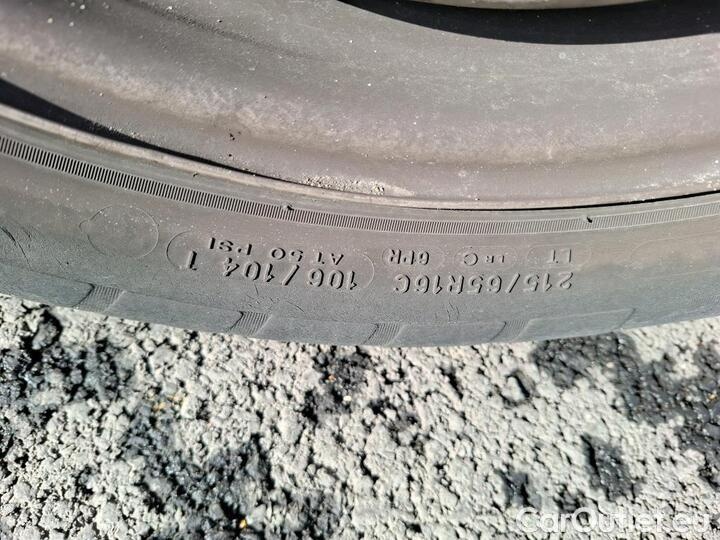 215/65R16C 106/104 T
LT LRC 6PR AT 50 PSI
CarOutlet.eu